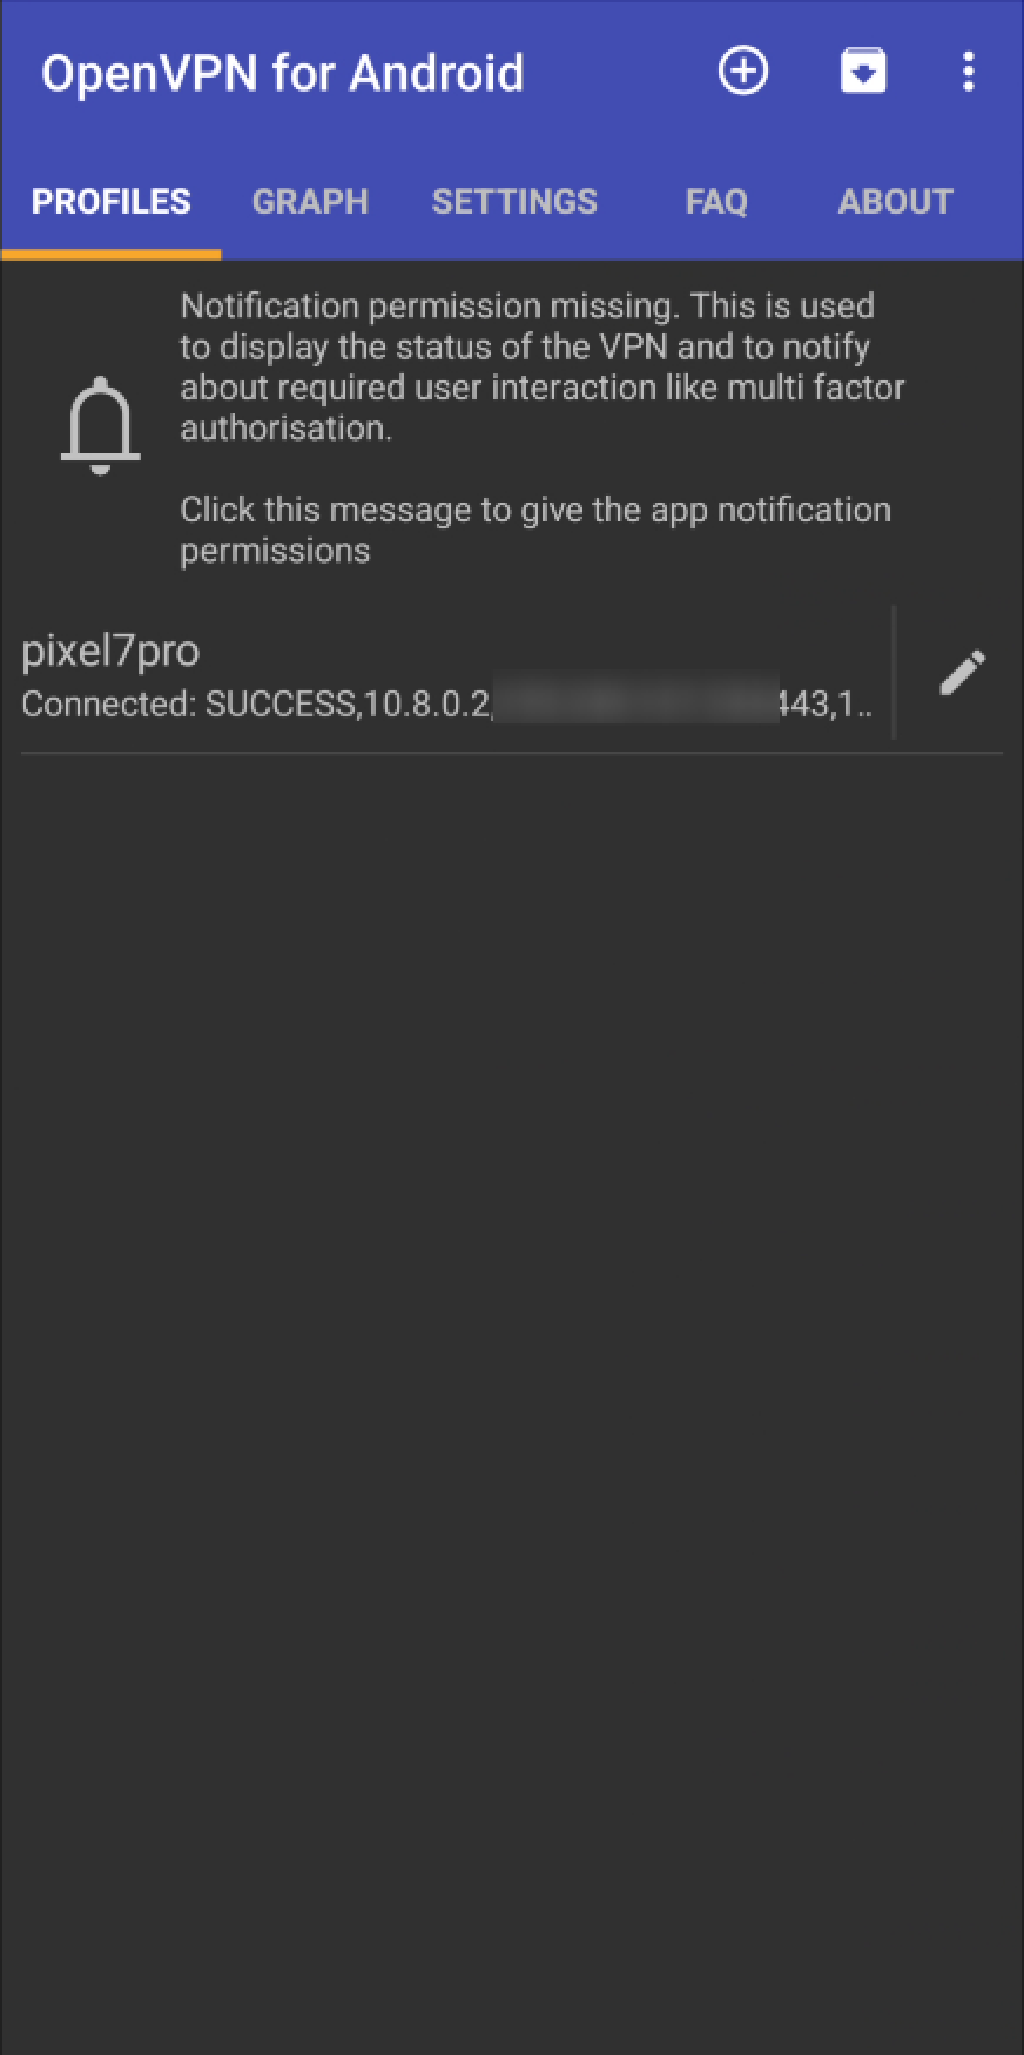 OpenVPN for Android
PROFILES GRAPH SETTINGS FAQ ABOUT
Notification permission missing. This is used
to display the status of the VPN and to notify
about required user interaction like multi factor
authorisation.
Click this message to give the app notification
permissions
pixel7pro
Connected: SUCCESS,10.8.0.2, 443,1..